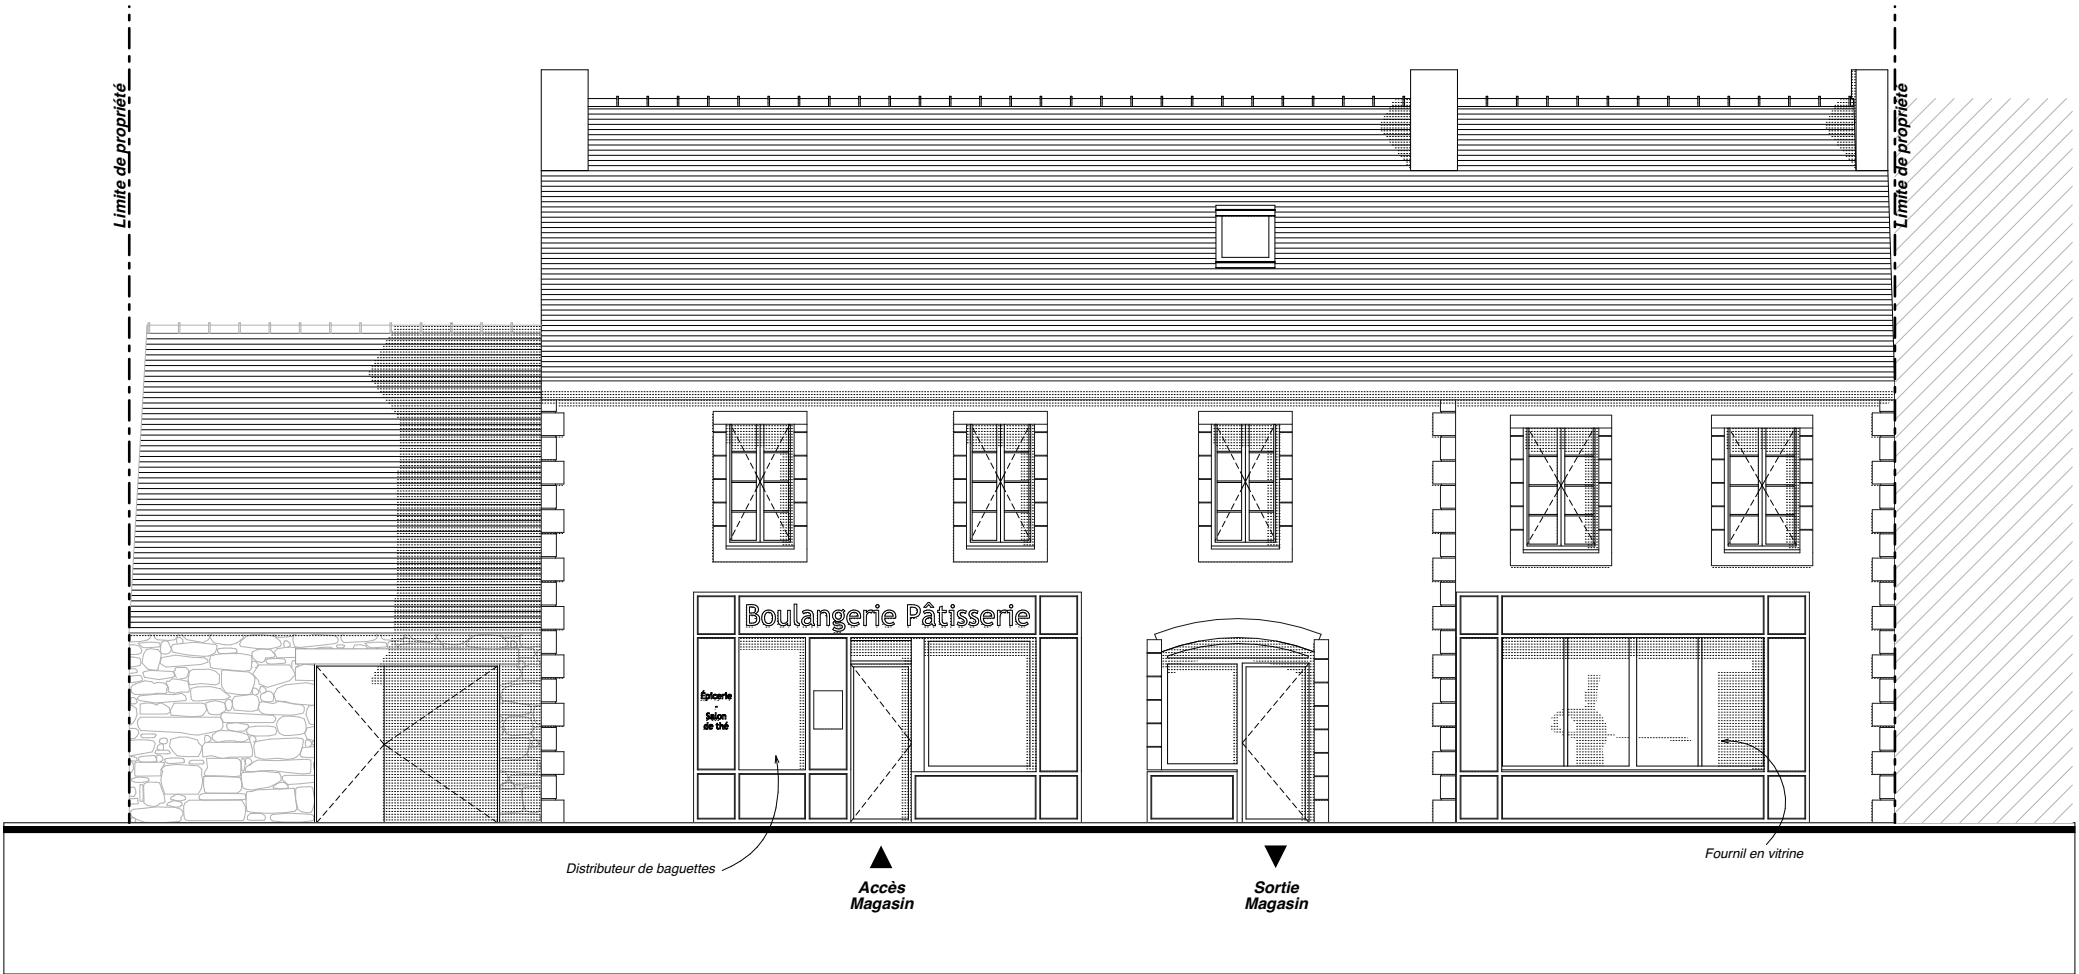 Limite de propriété
Limite de propriété
Boulangerie Pâtisserie
Épicerie
-
Salon
de thé
Distributeur de baguettes
Accès
Magasin
Sortie
Magasin
Fournil en vitrine